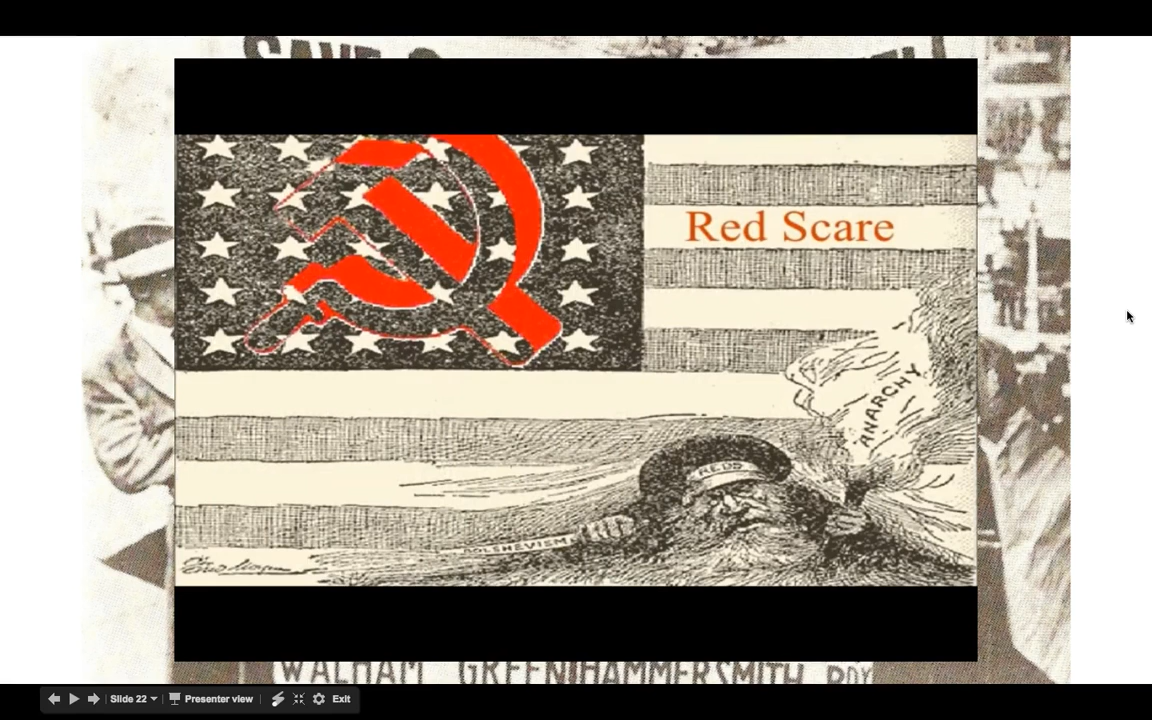 Red Scare
ANARCHY
REDS
BOLSHEVISM
WALHAM GREEN HAMMERSMITH
Slide 22
Presenter view
Exit